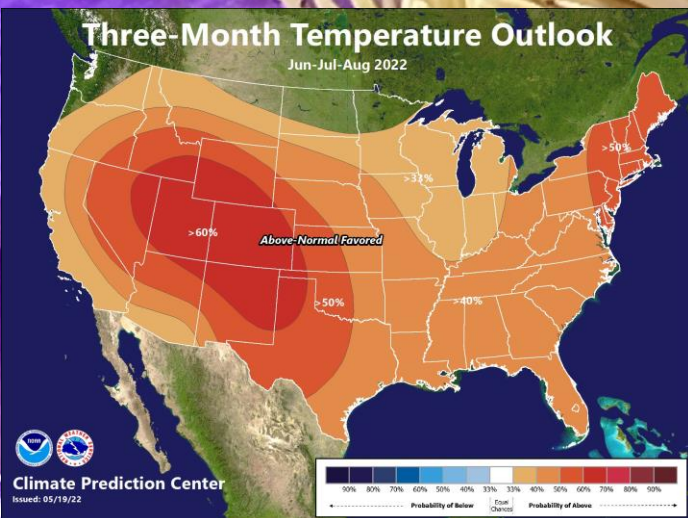 Three-Month Temperature Outlook
Jun-Jul-Aug 2022
>50%
>33%
>60%
Above-Normal Favored
>50%
>40%
NOAA
Climate Prediction Center
Issued: 05/19/22
90% 80% 70% 60% 50% 40% 33% 33% 40% 50% 60% 70% 80% 90%
Probability of Below Equal Chances Probability of Above